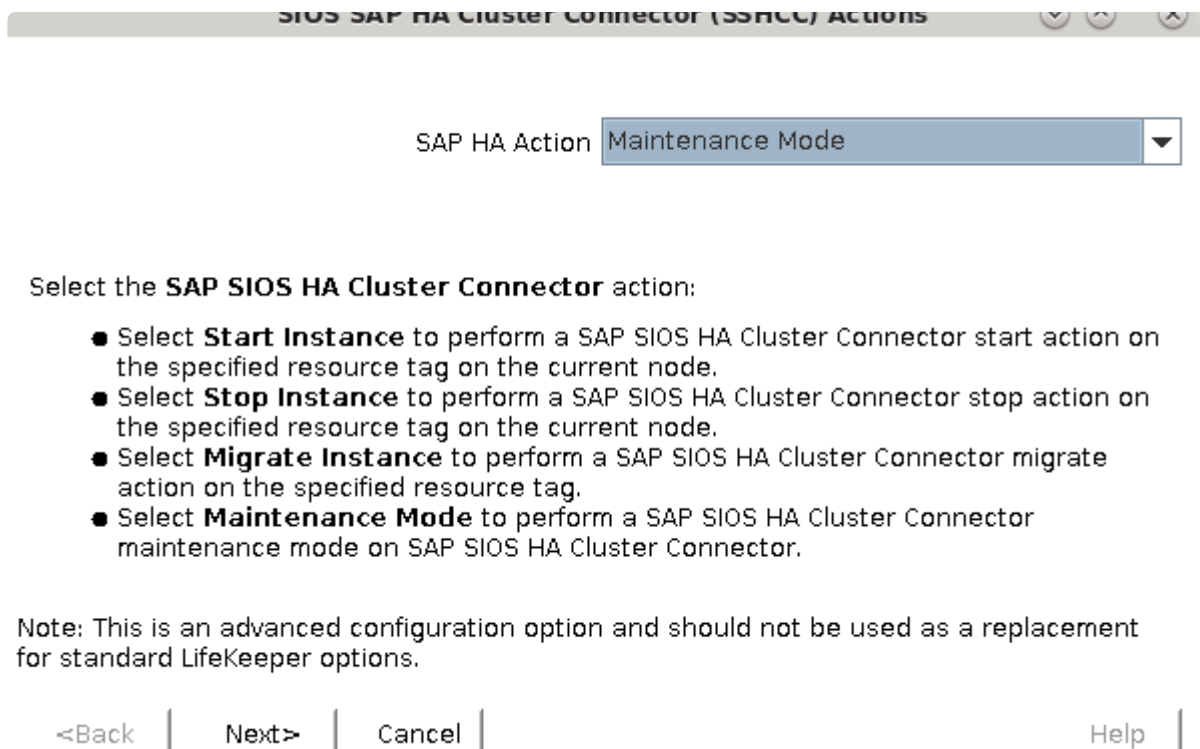 SIOS SAP HA Cluster Connector (SSHCC) Actions
SAP HA Action Maintenance Mode
Select the SAP SIOS HA Cluster Connector action:
Select Start Instance to perform a SAP SIOS HA Cluster Connector start action on
the specified resource tag on the current node.
Select Stop Instance to perform a SAP SIOS HA Cluster Connector stop action on
the specified resource tag on the current node.
Select Migrate Instance to perform a SAP SIOS HA Cluster Connector migrate
action on the specified resource tag.
Select Maintenance Mode to perform a SAP SIOS HA Cluster Connector
maintenance mode on SAP SIOS HA Cluster Connector.
Note: This is an advanced configuration option and should not be used as a replacement
for standard LifeKeeper options.
<Back Next> Cancel Help